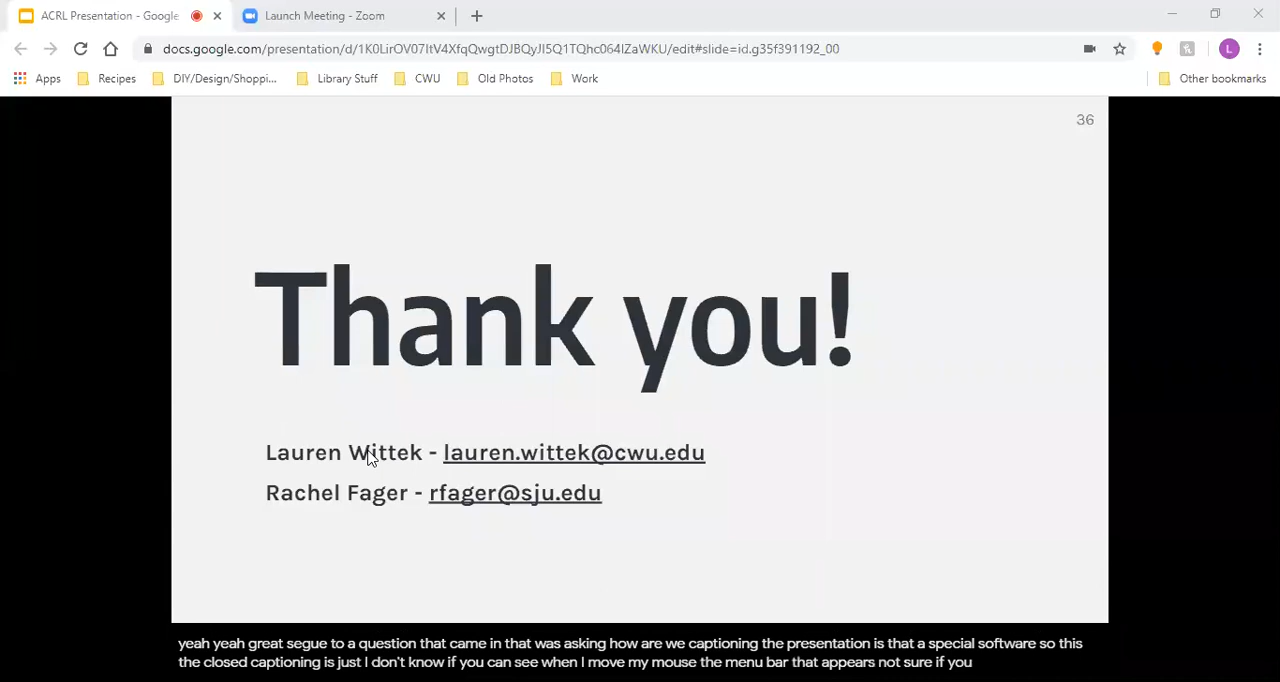 ACRL Presentation - Google
Launch Meeting - Zoom
docs.google.com/presentation/d/1K0LirOV07ItV4XfqQwgtDJBQyJI5Q1TQhc064lZaWKU/edit#slide=id.g35f391192_00
L
Apps Recipes DIY/Design/Shoppi... Library Stuff CWU Old Photos Work Other bookmarks
36
Thank you!
Lauren Wittek - lauren.wittek@cwu.edu
Rachel Fager - rfager@sju.edu
yeah yeah great segue to a question that came in that was asking how are we captioning the presentation is that a special software so this
the closed captioning is just I don't know if you can see when I move my mouse the menu bar that appears not sure if you